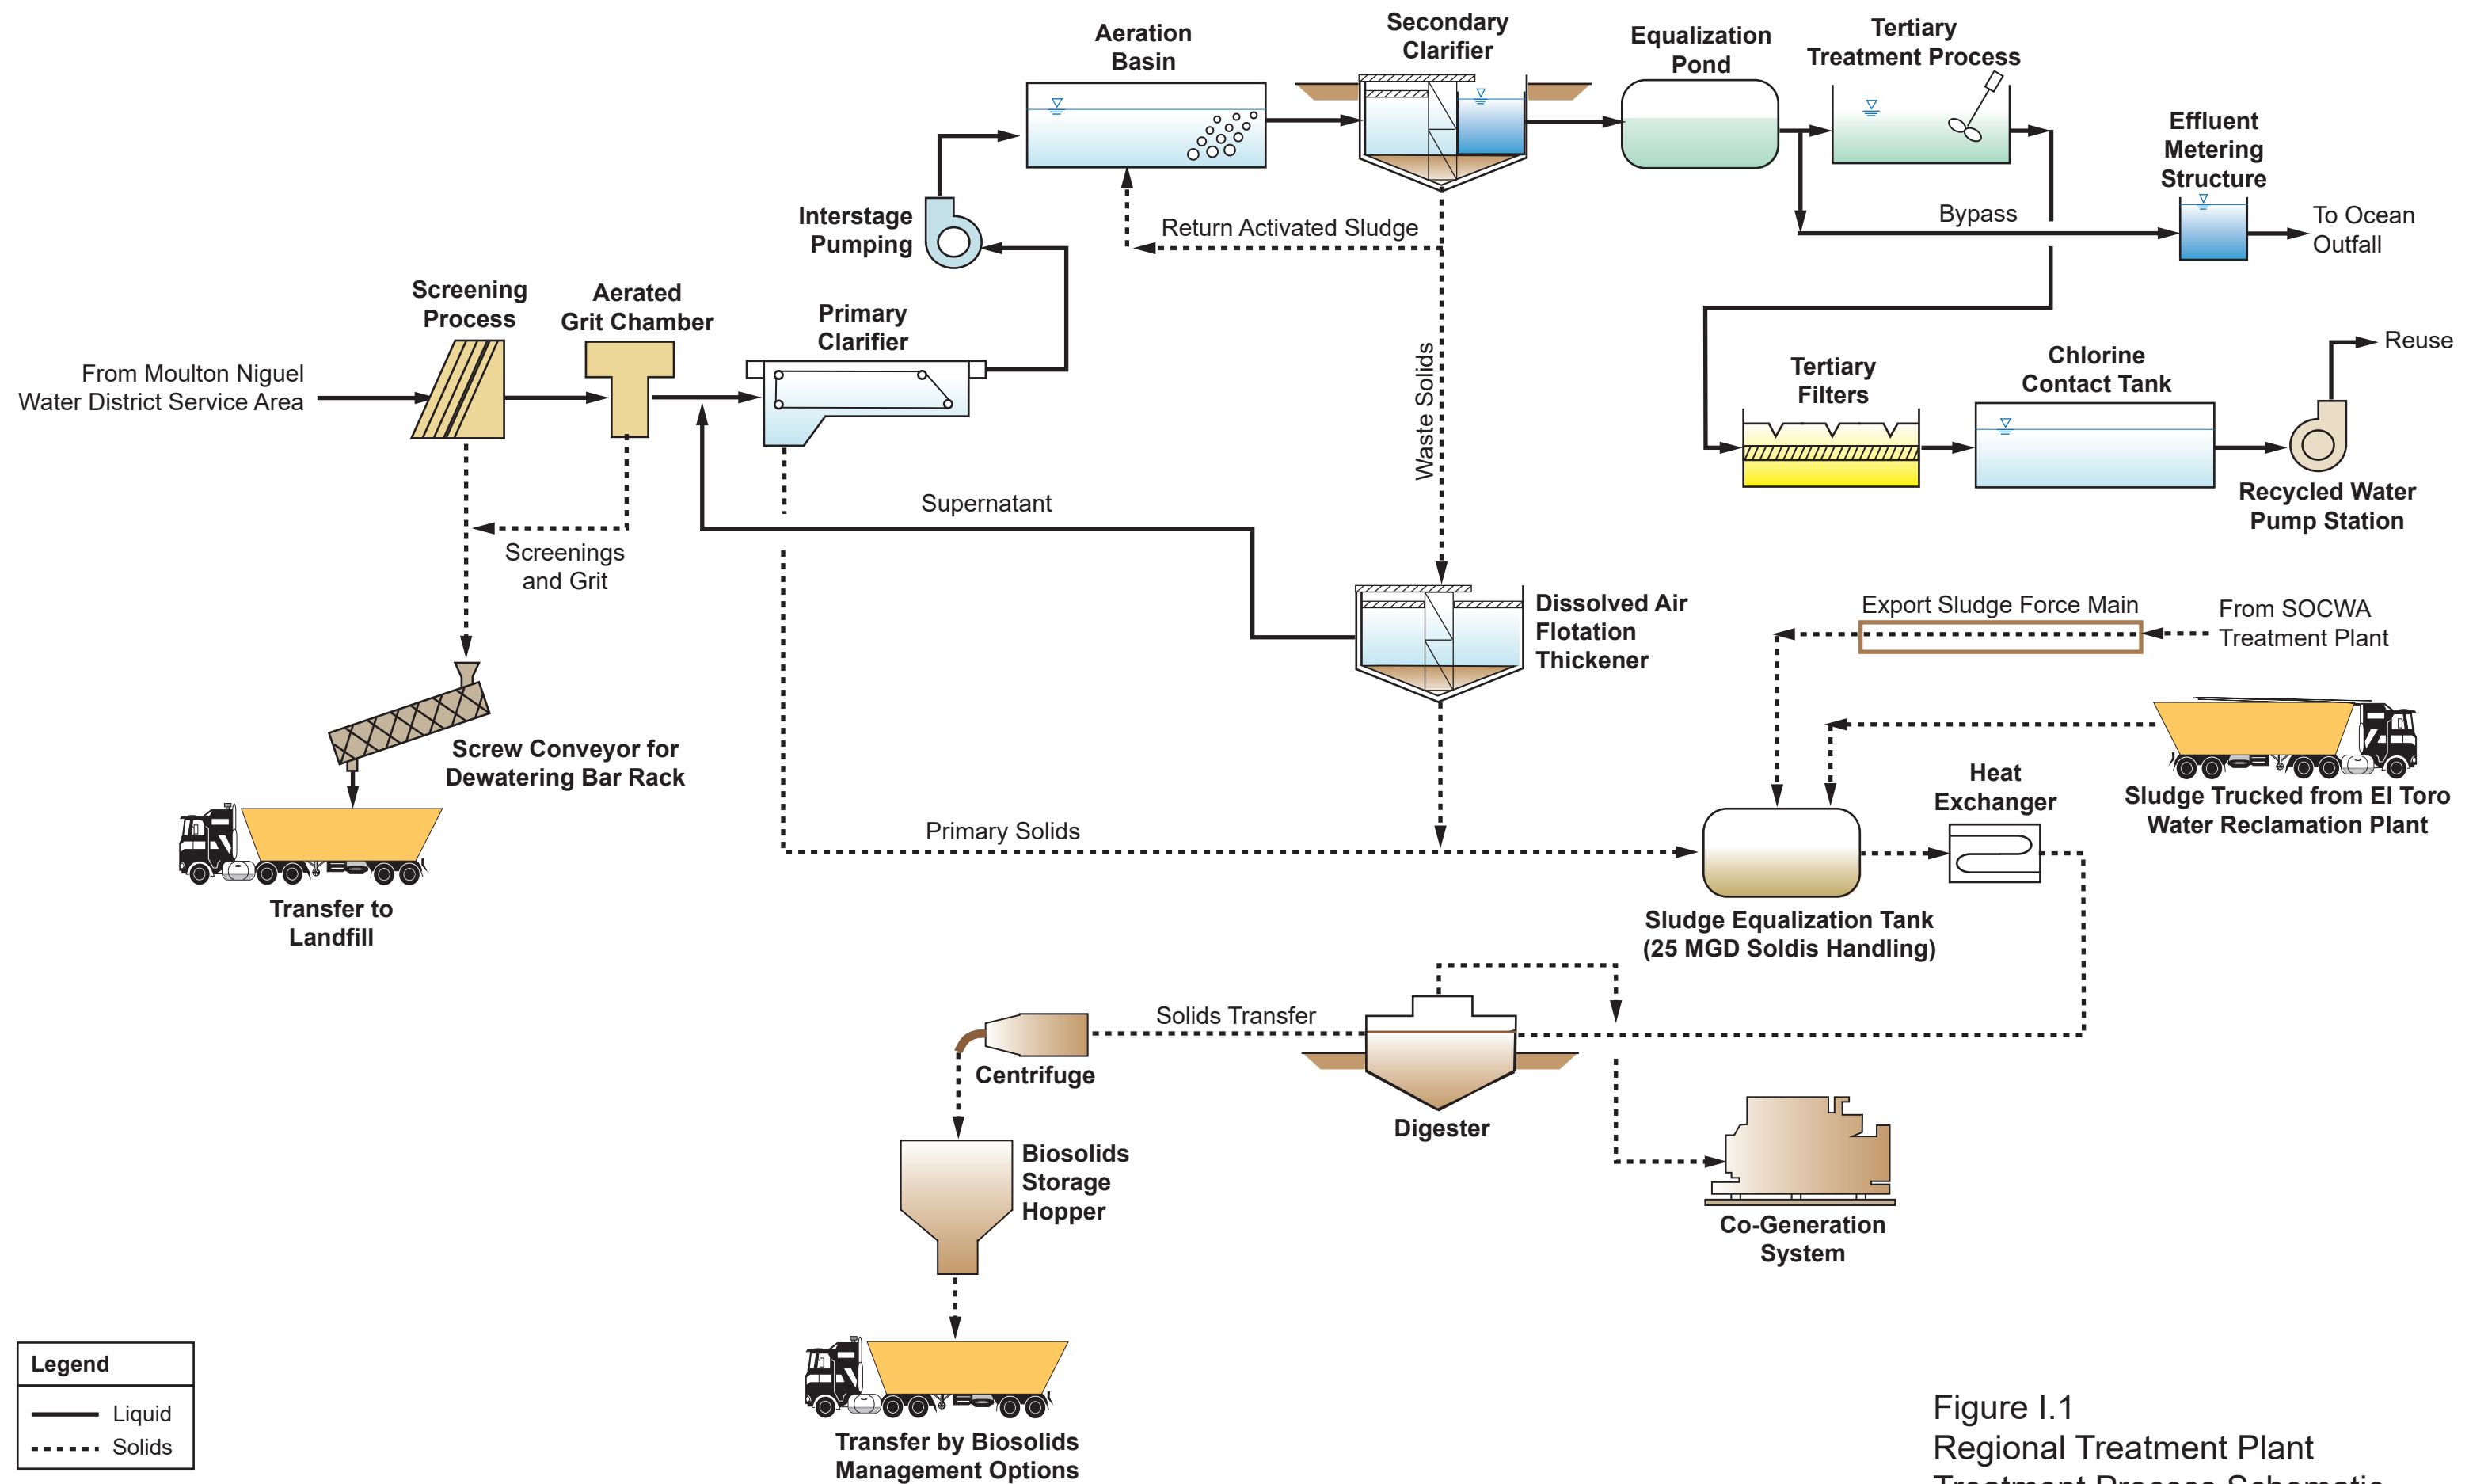 Aeration
Basin
Secondary
Clarifier
Equalization
Pond
Tertiary
Treatment Process
Effluent
Metering
Structure
To Ocean
Outfall
Bypass
Interstage
Pumping
Return Activated Sludge
Screening
Process
Aerated
Grit Chamber
Primary
Clarifier
From Moulton Niguel
Water District Service Area
Waste Solids
Reuse
Tertiary
Filters
Chlorine
Contact Tank
Recycled Water
Pump Station
Supernatant
Screenings
and Grit
Dissolved Air
Flotation
Thickener
Export Sludge Force Main
From SOCWA
Treatment Plant
Screw Conveyor for
Dewatering Bar Rack
Heat
Exchanger
Sludge Trucked from El Toro
Water Reclamation Plant
Primary Solids
Transfer to
Landfill
Sludge Equalization Tank
(25 MGD Soldis Handling)
Solids Transfer
Centrifuge
Digester
Biosolids
Storage
Hopper
Co-Generation
System
Transfer by Biosolids
Management Options
Legend
Liquid
Solids
Figure I.1
Regional Treatment Plant
Treatment Process Schematic